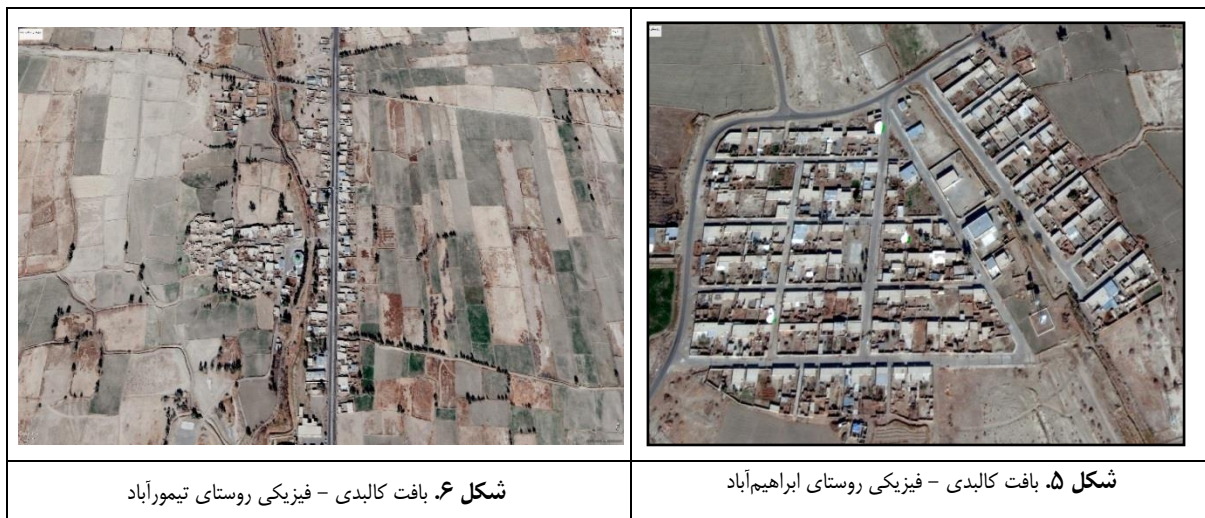 شکل ۵. بافت کالبدی – فیزیکی روستای ابراهیم‌آباد
شکل ۶. بافت کالبدی – فیزیکی روستای تیمورآباد